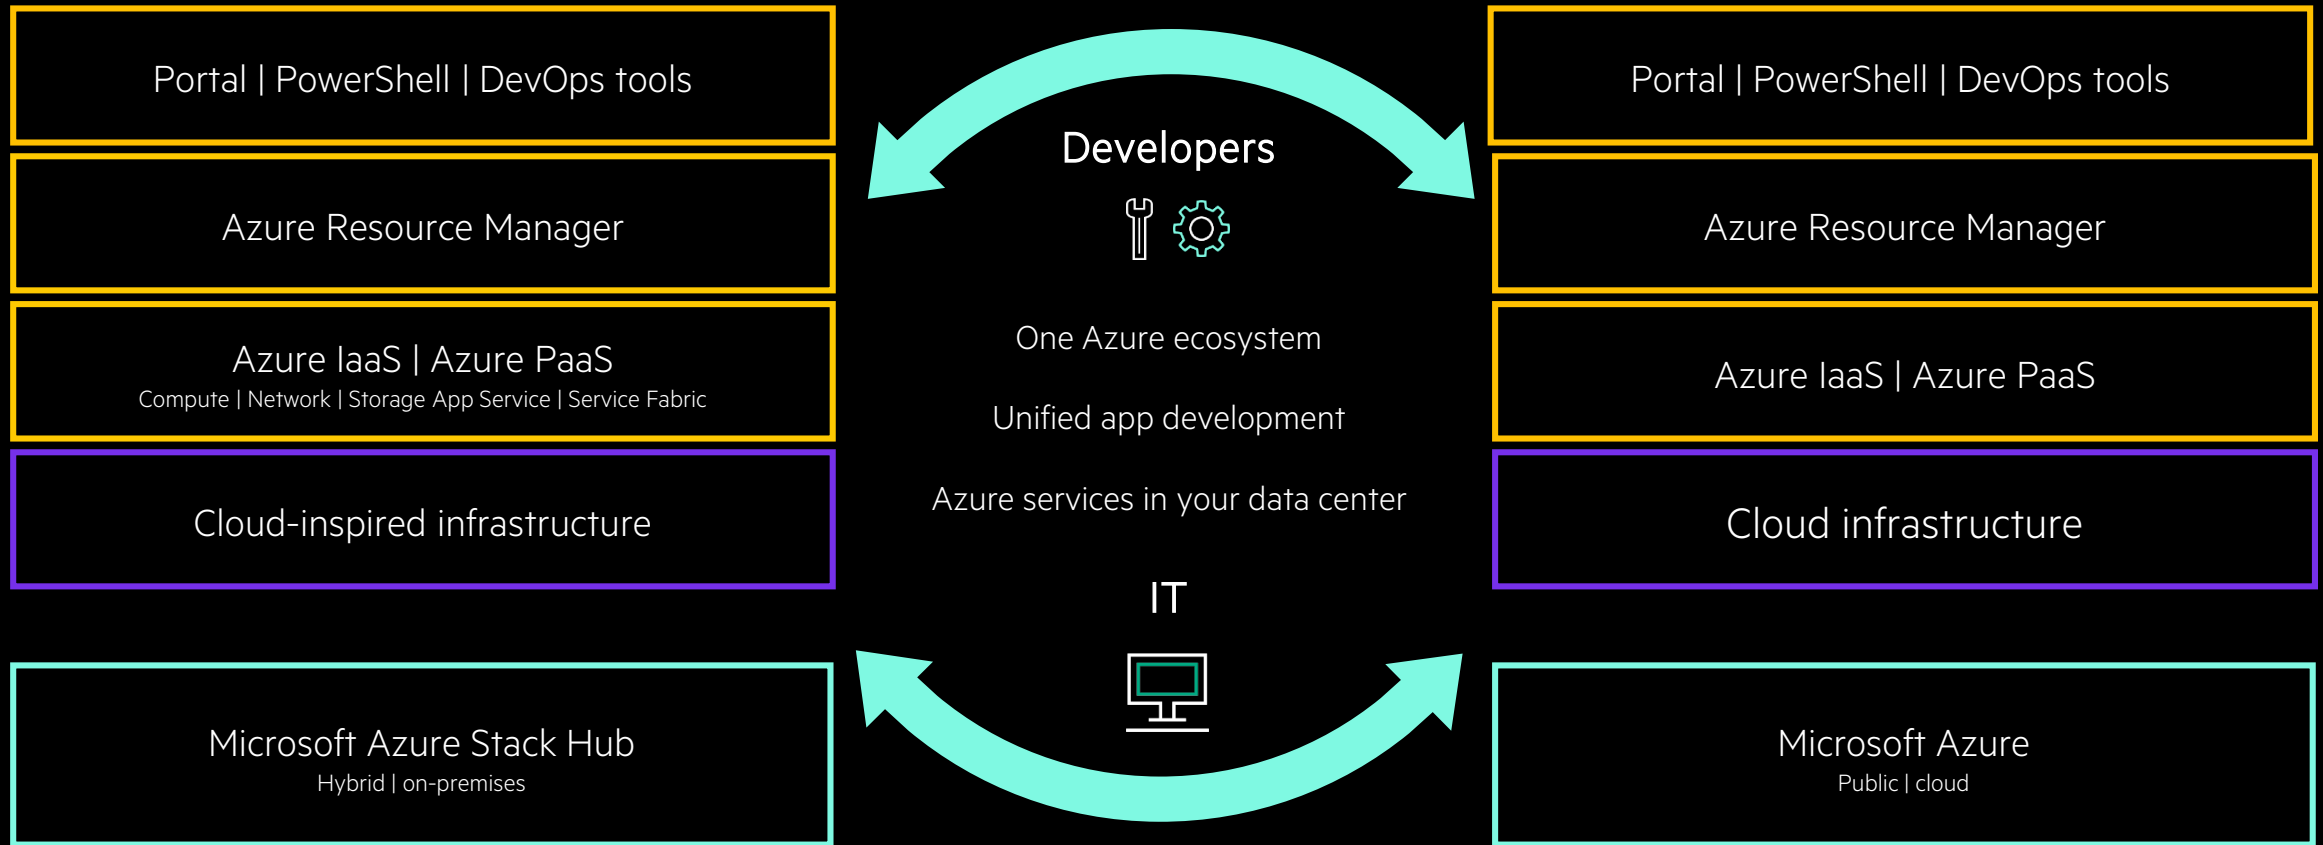 Portal | PowerShell | DevOps tools
Azure Resource Manager
Azure IaaS | Azure PaaS
Compute | Network | Storage App Service | Service Fabric
Cloud-inspired infrastructure
Microsoft Azure Stack Hub
Hybrid | on-premises
Developers
One Azure ecosystem
Unified app development
Azure services in your data center
IT
Portal | PowerShell | DevOps tools
Azure Resource Manager
Azure IaaS | Azure PaaS
Cloud infrastructure
Microsoft Azure
Public | cloud